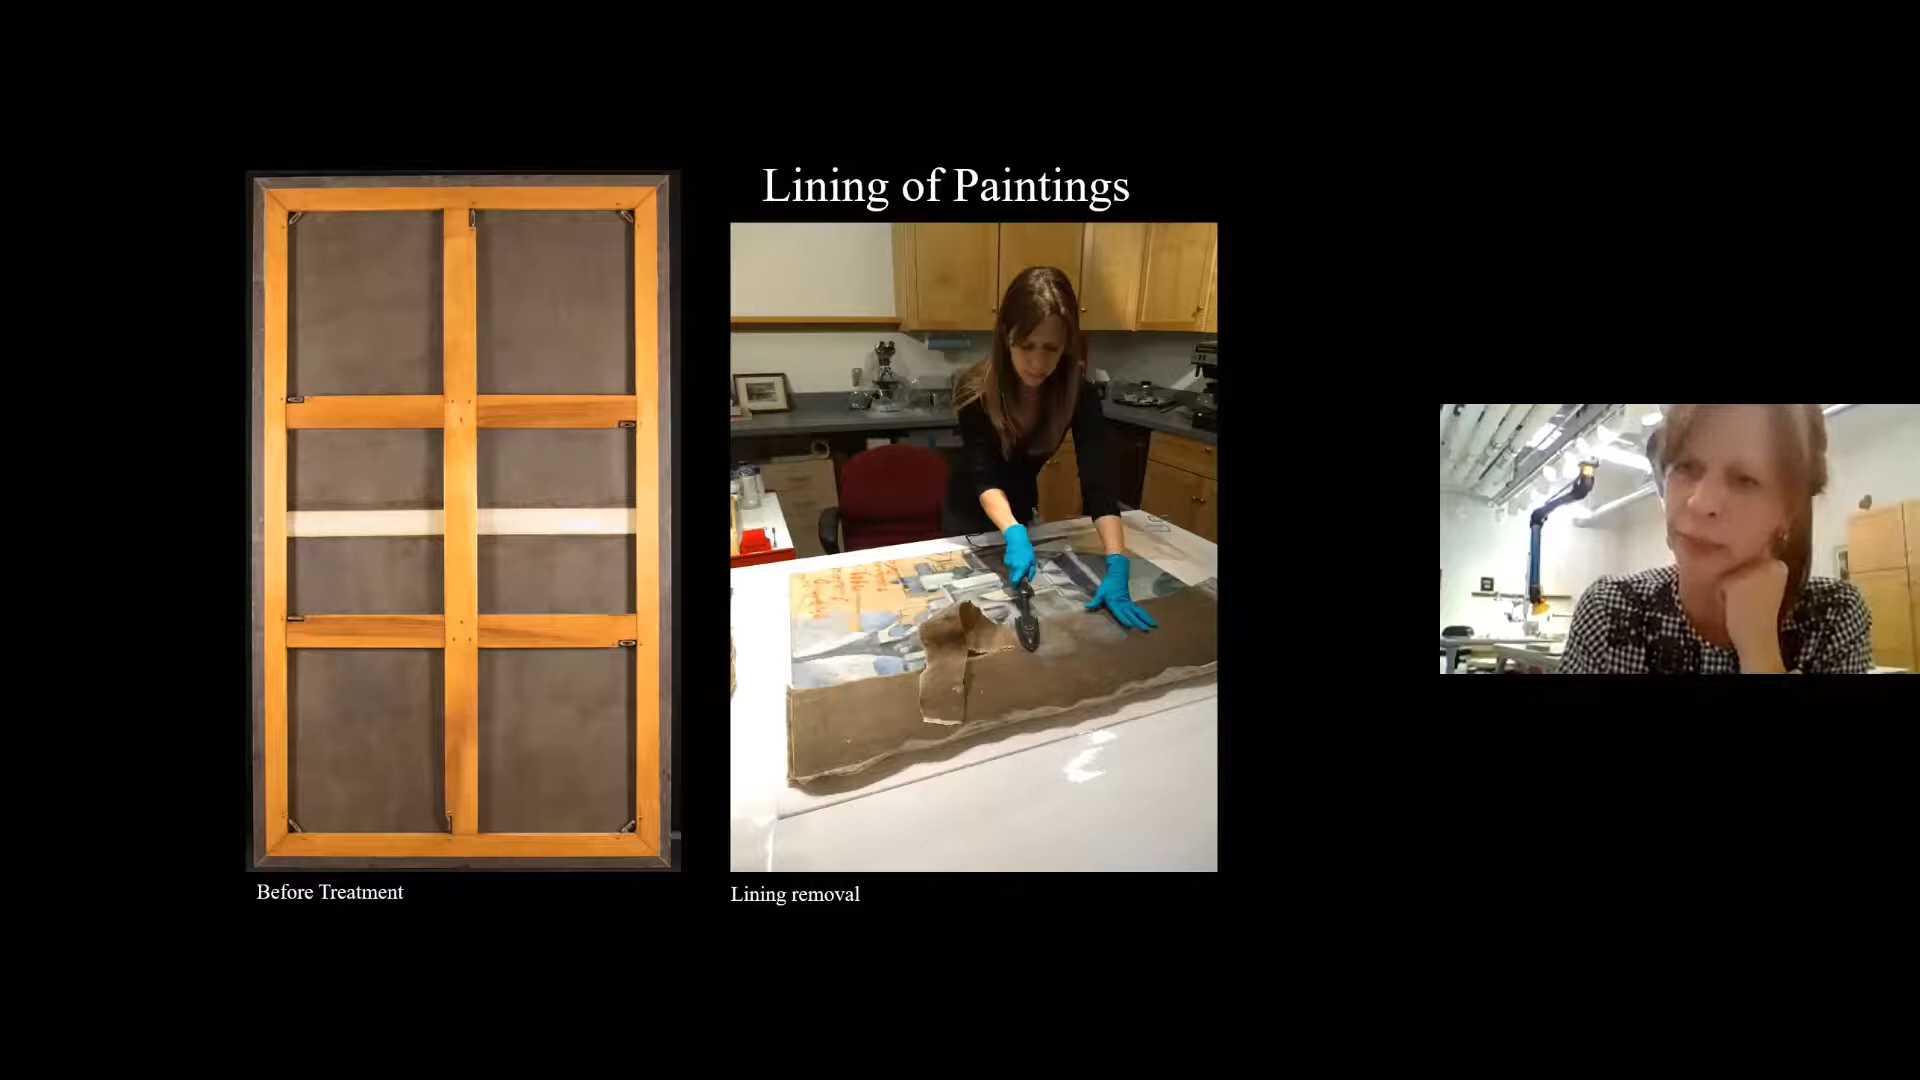 Lining of Paintings
Before Treatment
Lining removal